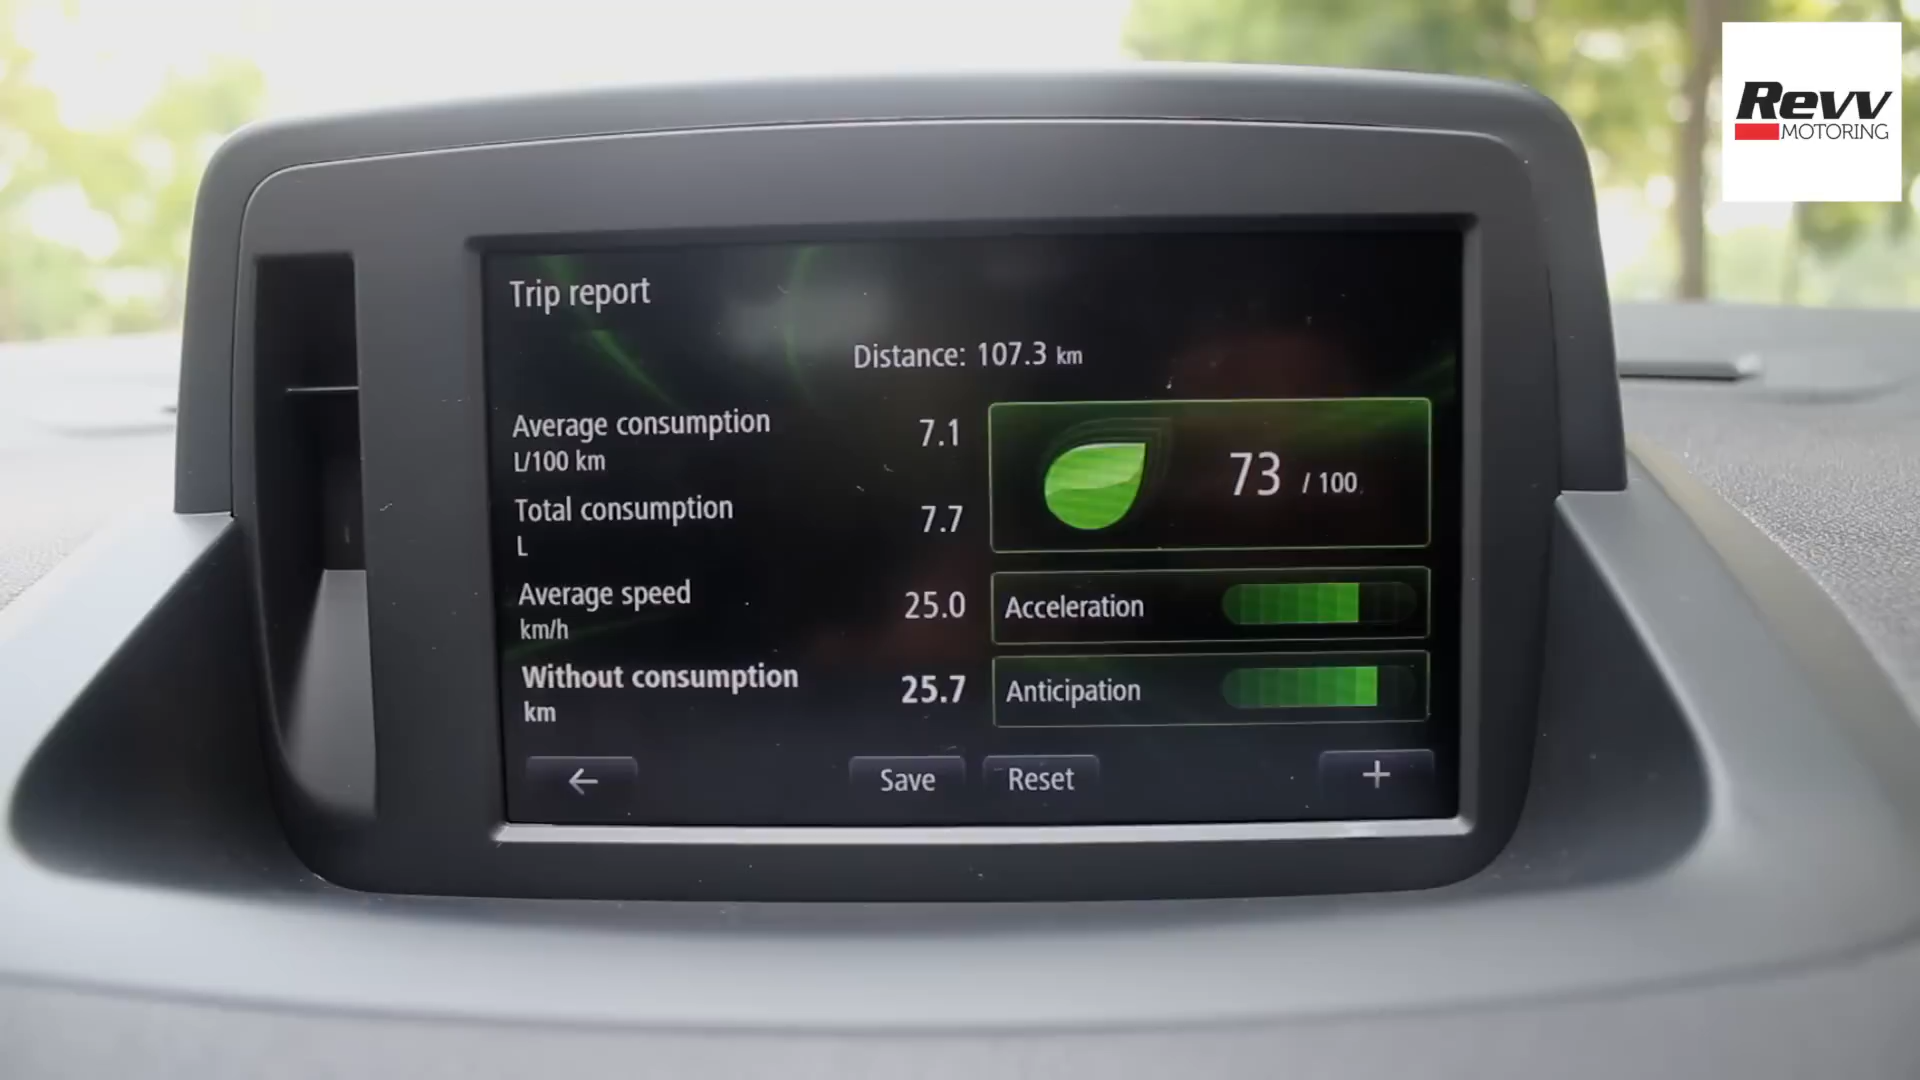 Revv
MOTORING
Trip report
Distance: 107.3 km
Average consumption 7.1
L/100 km
Total consumption 7.7
L
Average speed 25.0
km/h
Without consumption 25.7
km
73 / 100
Acceleration
Anticipation
← Save Reset +